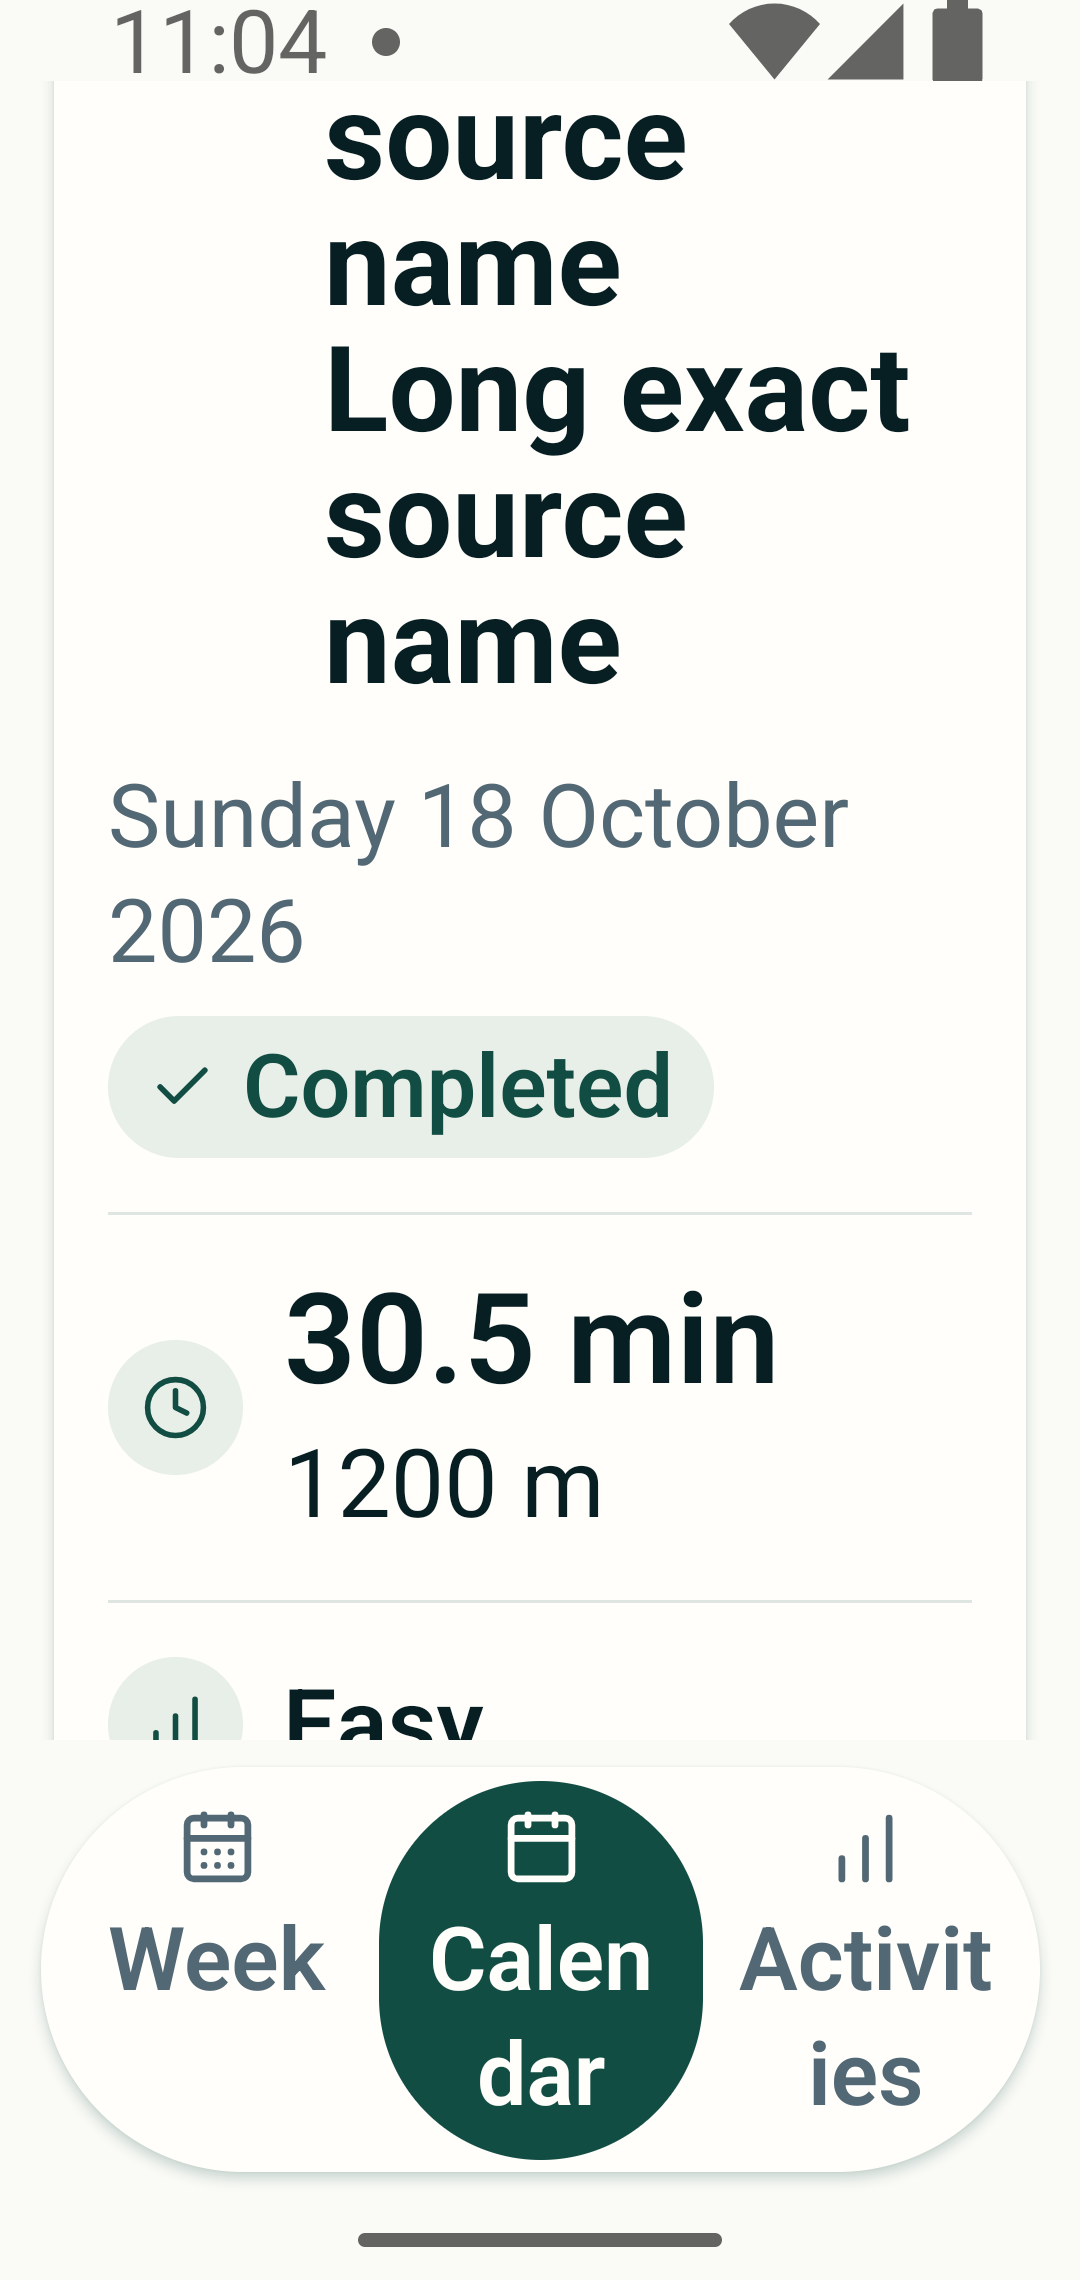 11:04
source
name
Long exact
source
name
Sunday 18 October
2026
Completed
30.5 min
1200 m
Easy
Week
Calen
dar
Activit
ies